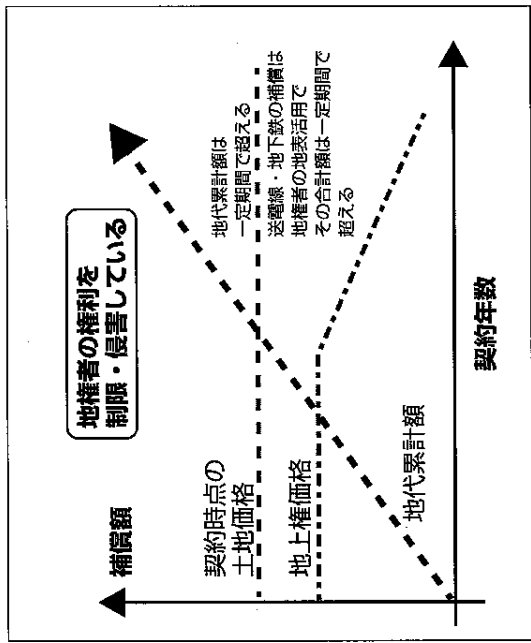 補償額
地権者の権利を
制限・侵害している
契約時点の
土地価格
地代累計額は
一定期間で超える
送電線・地下鉄の補償は
地権者の地表活用で
その合計額は一定期間で
超える
地上権価格
地代累計額
契約年数